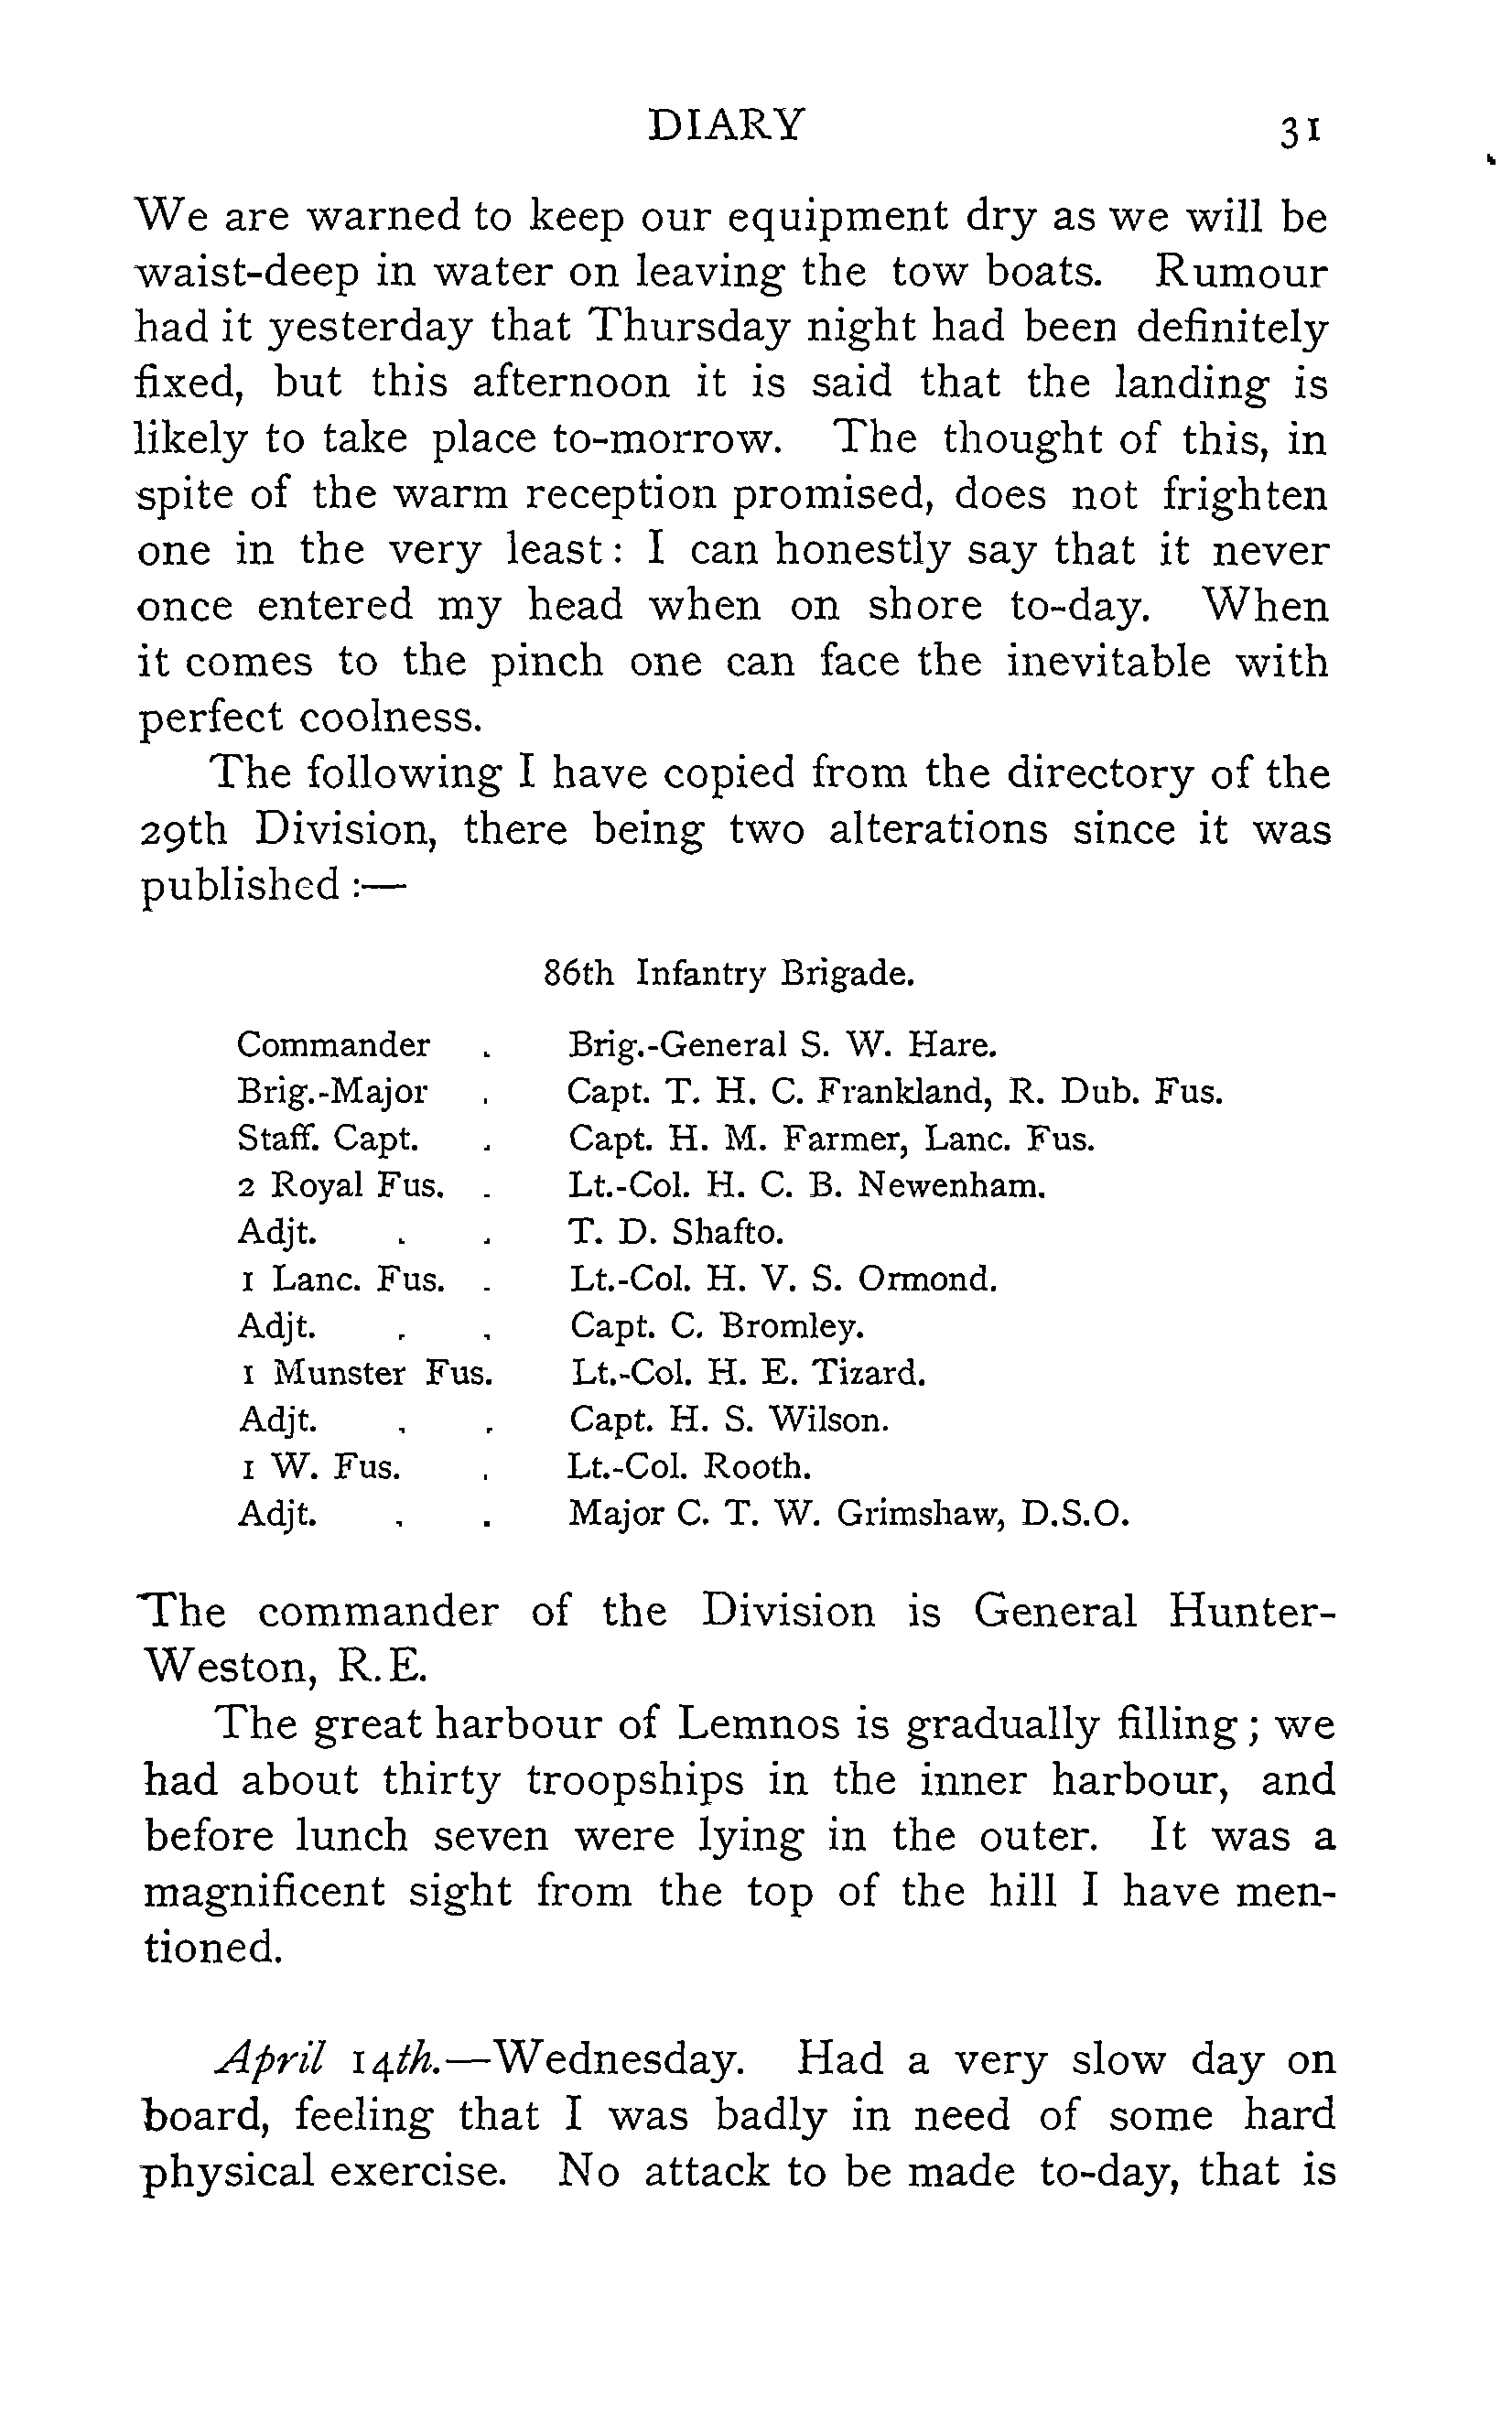 DIARY 31
We are warned to keep our equipment dry as we will be
waist-deep in water on leaving the tow boats. Rumour
had it yesterday that Thursday night had been definitely
fixed, but this afternoon it is said that the landing is
likely to take place to-morrow. The thought of this, in
spite of the warm reception promised, does not frighten
one in the very least: I can honestly say that it never
once entered my head when on shore to-day. When
it comes to the pinch one can face the inevitable with
perfect coolness.
The following I have copied from the directory of the
29th Division, there being two alterations since it was
published:—
86th Infantry Brigade.
Commander . Brig.-General S. W. Hare.
Brig.-Major . Capt. T. H. C. Frankland, R. Dub. Fus.
Staff. Capt. . Capt. H. M. Farmer, Lanc. Fus.
2 Royal Fus. . Lt.-Col. H. C. B. Newenham.
Adjt. . . T. D. Shafto.
1 Lanc. Fus. . Lt.-Col. H. V. S. Ormond.
Adjt. . . Capt. C. Bromley.
1 Munster Fus. Lt.-Col. H. E. Tizard.
Adjt. . . Capt. H. S. Wilson.
1 W. Fus. . Lt.-Col. Rooth.
Adjt. . . Major C. T. W. Grimshaw, D.S.O.
The commander of the Division is General Hunter-
Weston, R.E.
The great harbour of Lemnos is gradually filling; we
had about thirty troopships in the inner harbour, and
before lunch seven were lying in the outer. It was a
magnificent sight from the top of the hill I have men-
tioned.
April 14th.—Wednesday. Had a very slow day on
board, feeling that I was badly in need of some hard
physical exercise. No attack to be made to-day, that is